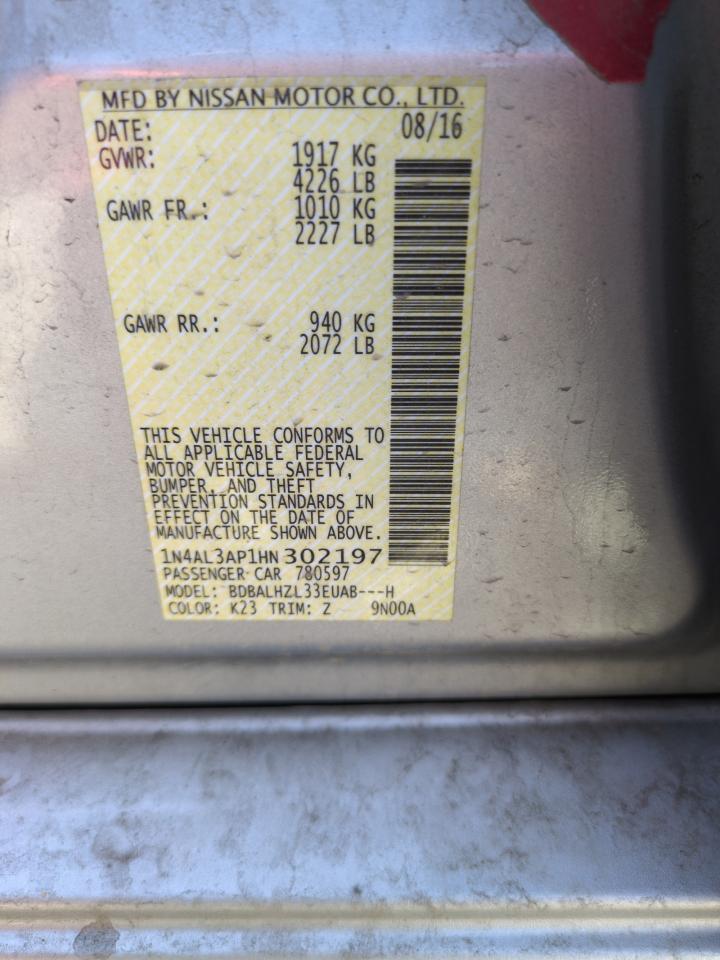 MFD BY NISSAN MOTOR CO., LTD.
DATE: 08/16
GVWR: 1917 KG
4226 LB
GAWR FR.: 1010 KG
2227 LB
GAWR RR.: 940 KG
2072 LB
THIS VEHICLE CONFORMS TO
ALL APPLICABLE FEDERAL
MOTOR VEHICLE SAFETY,
BUMPER, AND THEFT
PREVENTION STANDARDS IN
EFFECT ON THE DATE OF
MANUFACTURE SHOWN ABOVE.
1N4AL3AP1HN302197
PASSENGER CAR 780597
MODEL: BDBALHZL33EUAB---H
COLOR: K23 TRIM: Z 9N00A